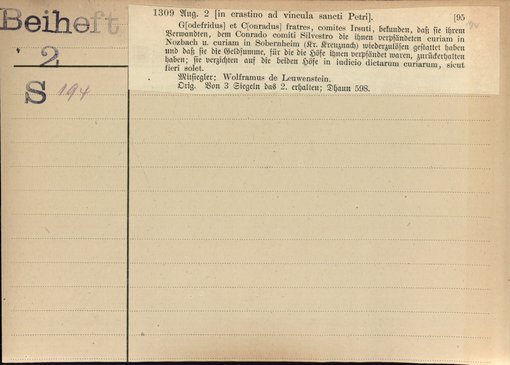 Beiheft
2
S 194
1309 Aug. 2 [in crastino ad vincula sancti Petri]. [95
G[odefridus] et C[onradus] fratres, comites Irsuti, bekunden, daß sie ihrem
Verwandten, dem Conrado comiti Silvestro die ihnen verpfändeten curiam in
Nozbach u. curiam in Sobernheim (Kr. Kreuznach) wiederzulösen gestattet haben
und daß sie die Geldsumme, für die die Höfe ihnen verpfändet waren, zurückerhalten
haben; sie verzichten auf die beiden Höfe in indicio dictarum curiarum, sicut
fieri solet.
Mitsiegler: Wolframus de Leuwenstein.
Orig. Von 3 Siegeln das 2. erhalten; Dhaun 598.